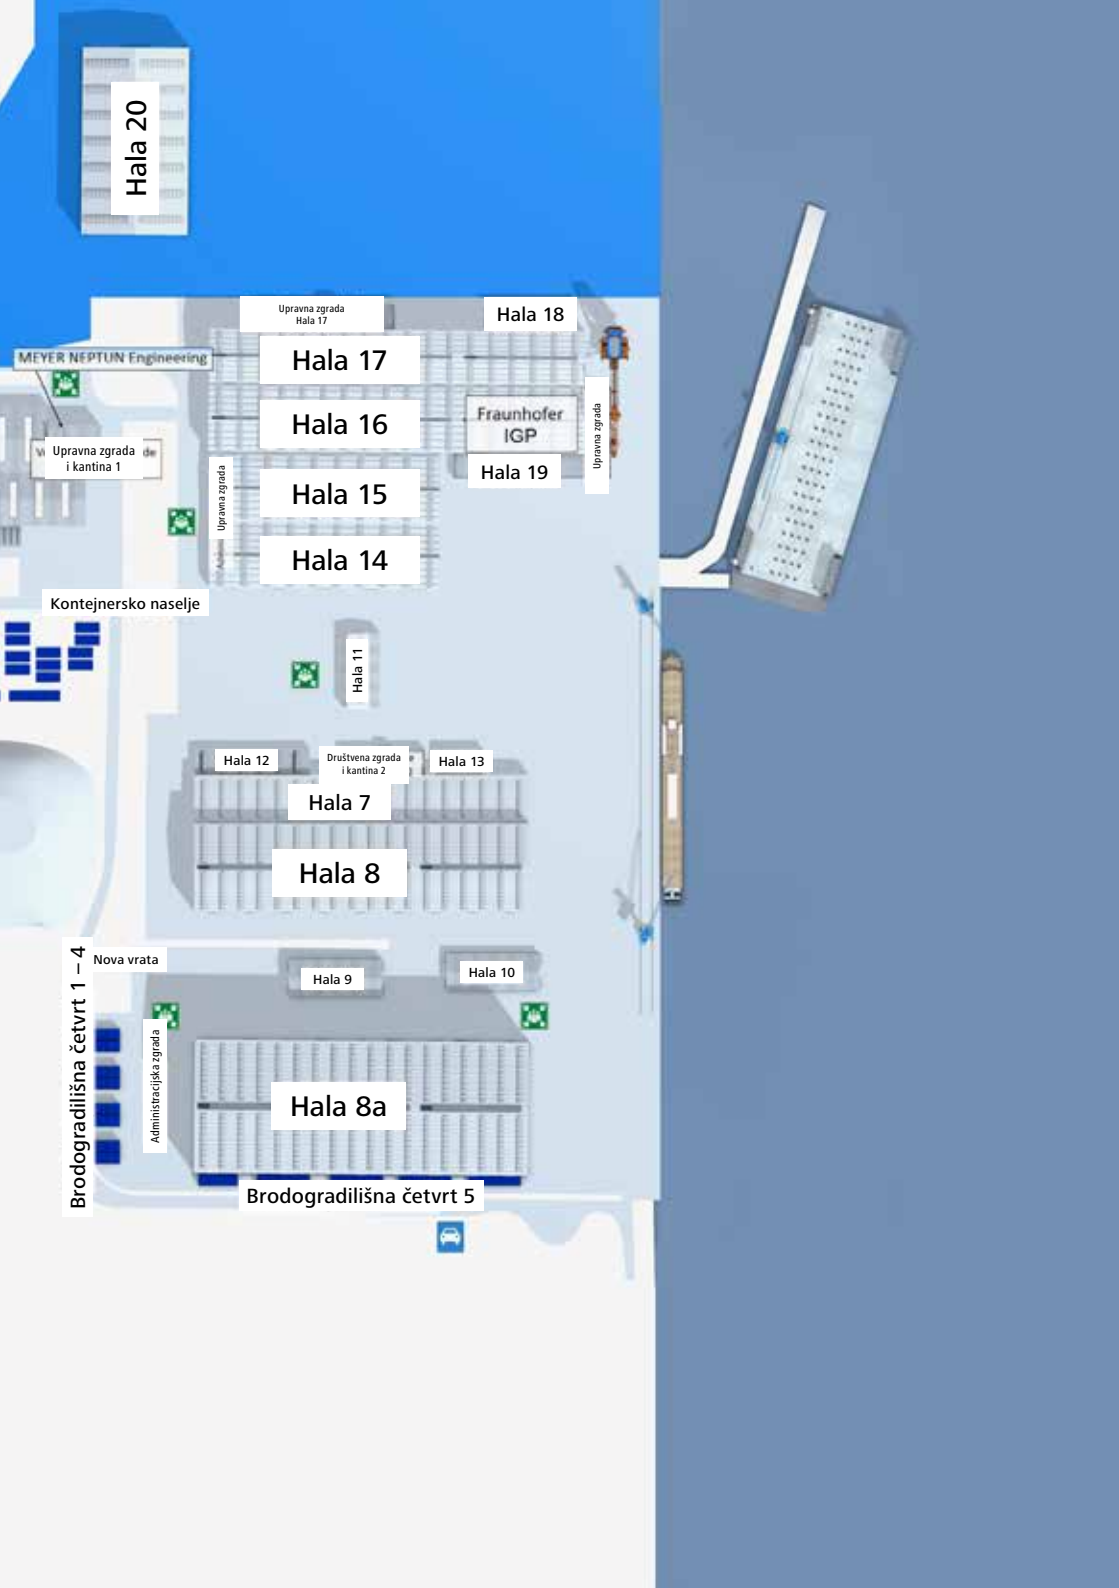 Hala 20
Upravna zgrada
Hala 17
Hala 18
Hala 17
MEYER NEPTUN Engineering
Hala 16
Fraunhofer
IGP
Upravna zgrada
Upravna zgrada
i kantina 1
de
Hala 19
Upravna zgrada
Hala 15
Hala 14
Kontejnersko naselje
Hala 11
Hala 12
Društvena zgrada
i kantina 2
Hala 13
Hala 7
Hala 8
Brodogradilišna četvrt 1 – 4
Nova vrata
Hala 9
Hala 10
Administracijska zgrada
Hala 8a
Brodogradilišna četvrt 5